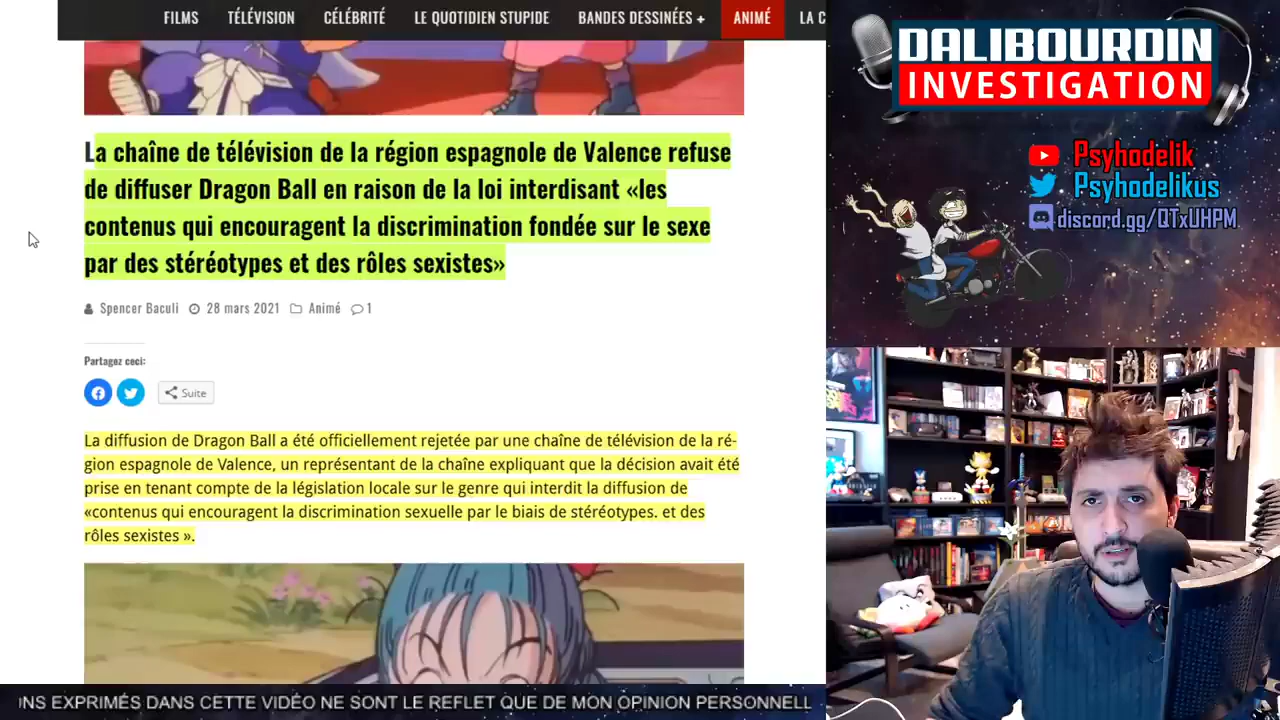 FILMS TÉLÉVISION CÉLÉBRITÉ LE QUOTIDIEN STUPIDE BANDES DESSINÉES + ANIMÉ LA C
La chaîne de télévision de la région espagnole de Valence refuse
de diffuser Dragon Ball en raison de la loi interdisant «les
contenus qui encouragent la discrimination fondée sur le sexe
par des stéréotypes et des rôles sexistes»
Spencer Baculi 28 mars 2021 Animé 1
Partagez ceci:
Suite
La diffusion de Dragon Ball a été officiellement rejetée par une chaîne de télévision de la ré-
gion espagnole de Valence, un représentant de la chaîne expliquant que la décision avait été
prise en tenant compte de la législation locale sur le genre qui interdit la diffusion de
«contenus qui encouragent la discrimination sexuelle par le biais de stéréotypes. et des
rôles sexistes ».
DALIBOURDIN
INVESTIGATION
Psyhodelik
Psyhodelikus
discord.gg/QTxUHPM
NS EXPRIMÉS DANS CETTE VIDÉO NE SONT LE REFLET QUE DE MON OPINION PERSONNELL